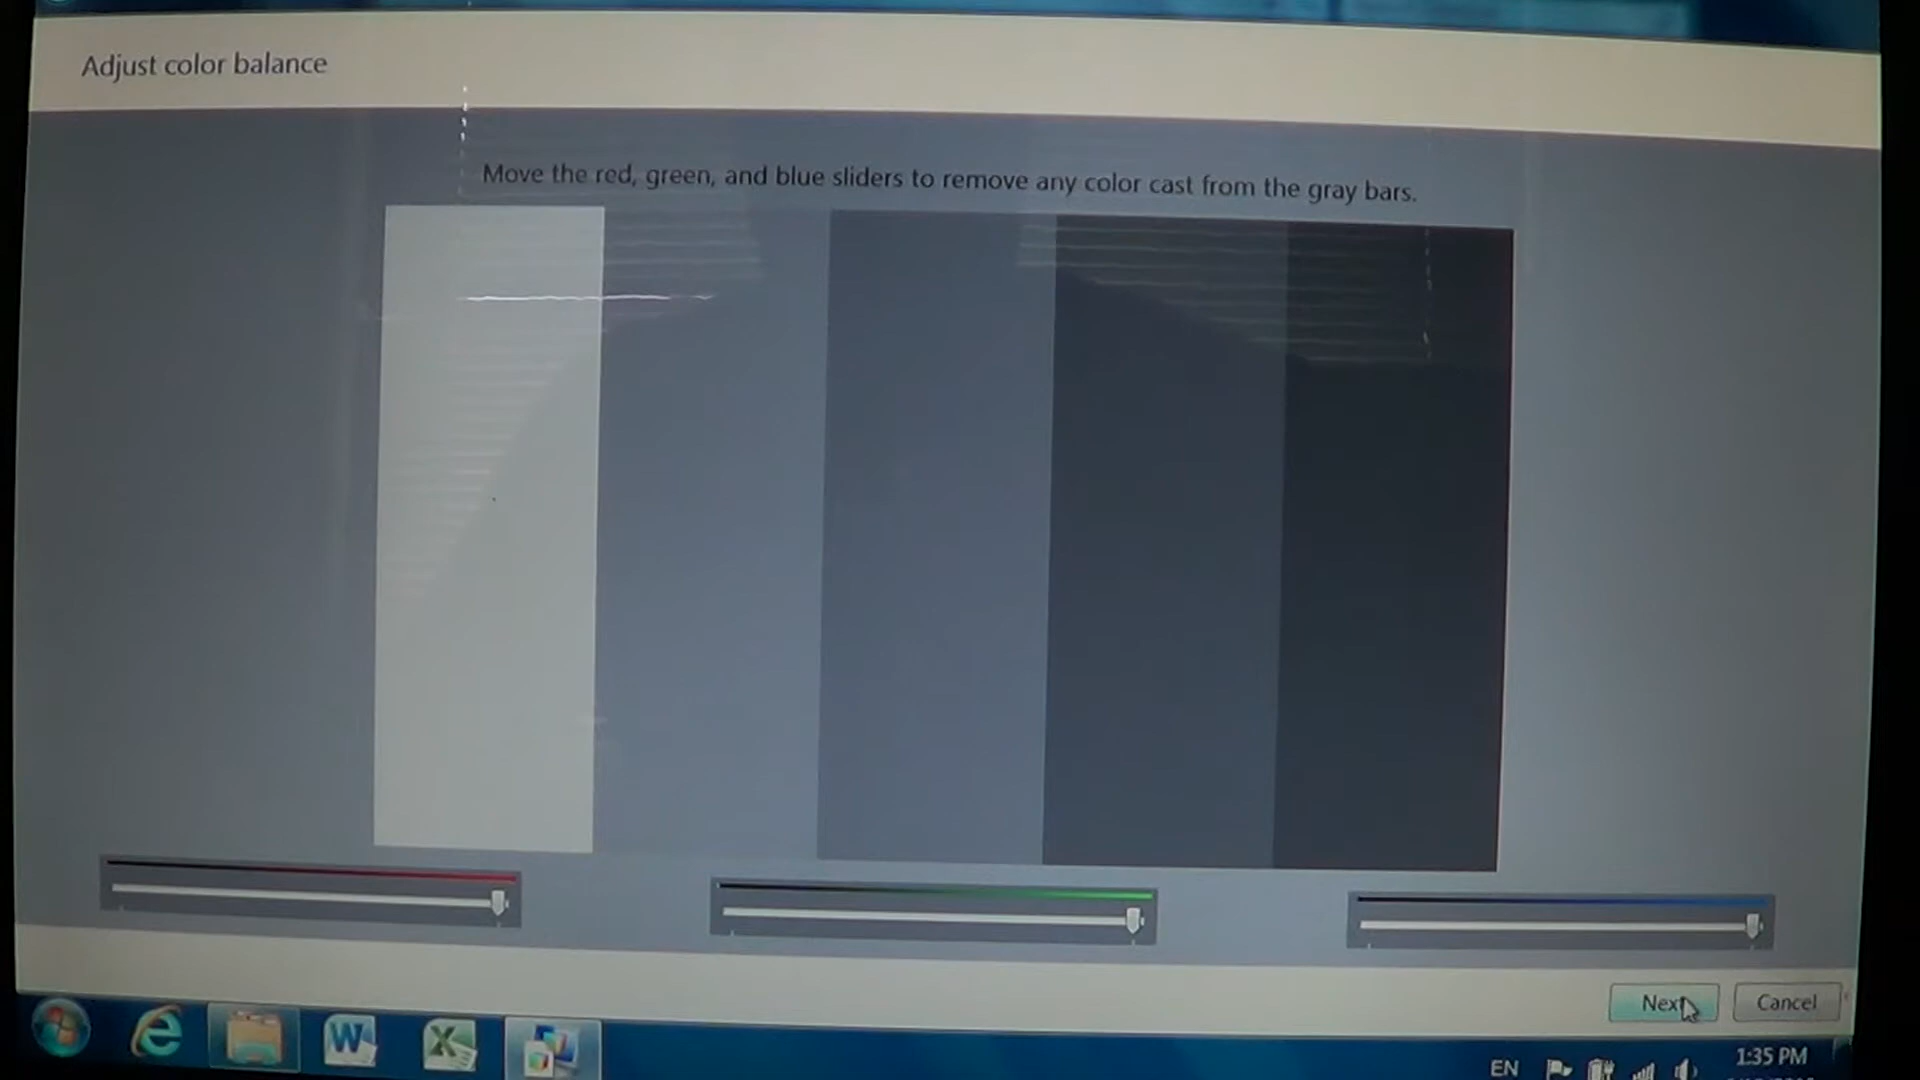 Adjust color balance
Move the red, green, and blue sliders to remove any color cast from the gray bars.
Next
Cancel
EN
1:35 PM